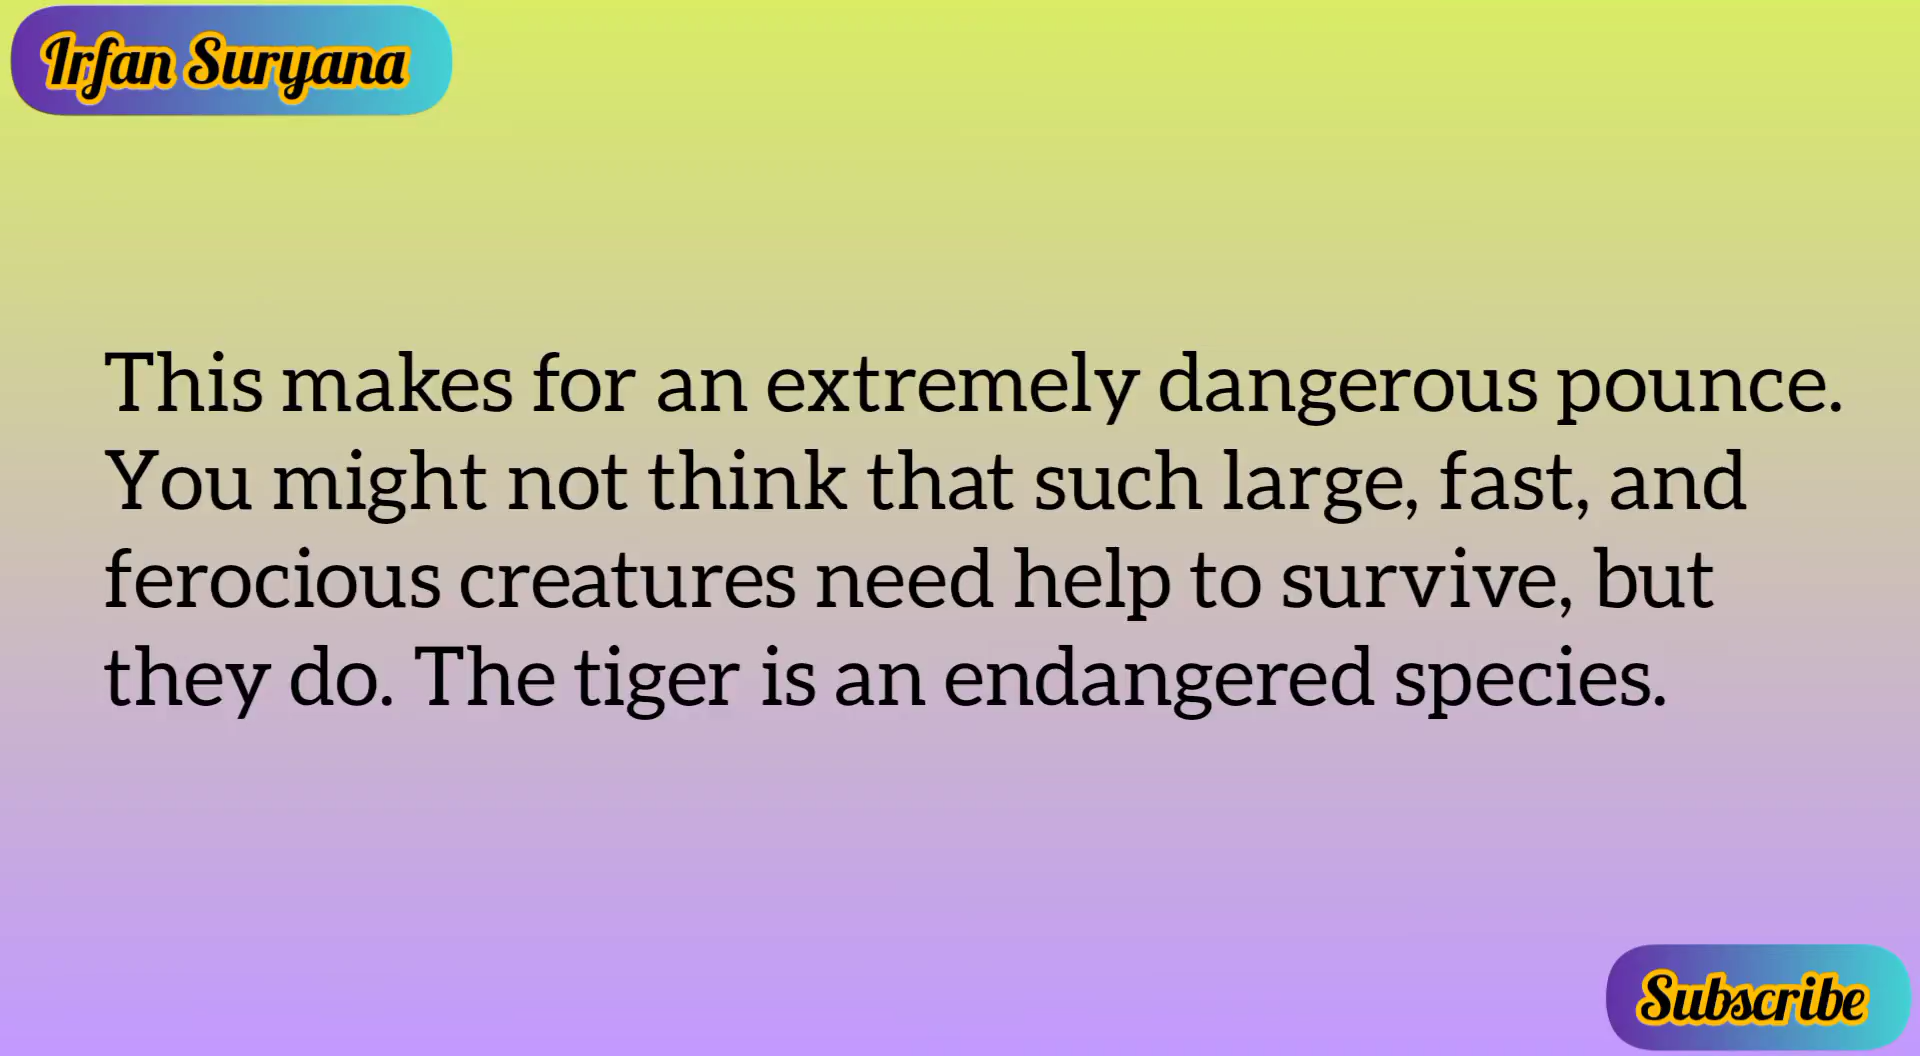 Irfan Suryana
This makes for an extremely dangerous pounce.
You might not think that such large, fast, and
ferocious creatures need help to survive, but
they do. The tiger is an endangered species.
Subscribe